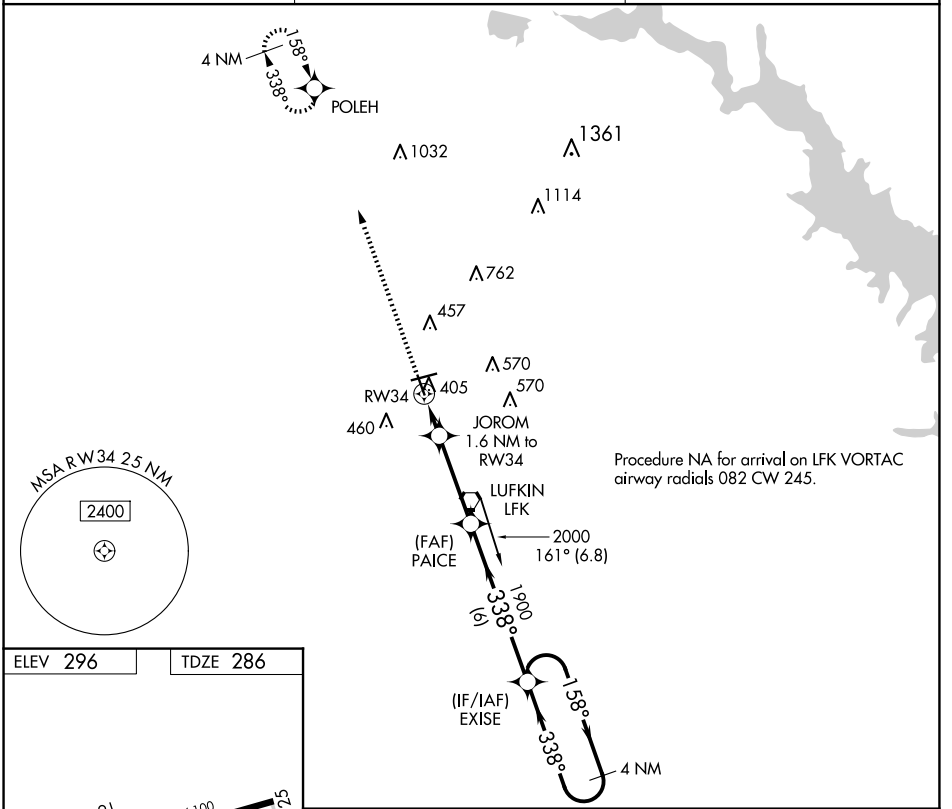 4 NM
158°
338°
POLEH
1032
1361
1114
762
457
570
570
405
RW34
460
JOROM
1.6 NM to
RW34
Procedure NA for arrival on LFK VORTAC
airway radials 082 CW 245.
MSA RW34 25 NM
2400
LUFKIN
LFK
(FAF)
PAICE
2000
161° (6.8)
1900
338°
(6)
(IF/IAF)
EXISE
158°
338°
4 NM
ELEV 296
TDZE 286
100
25